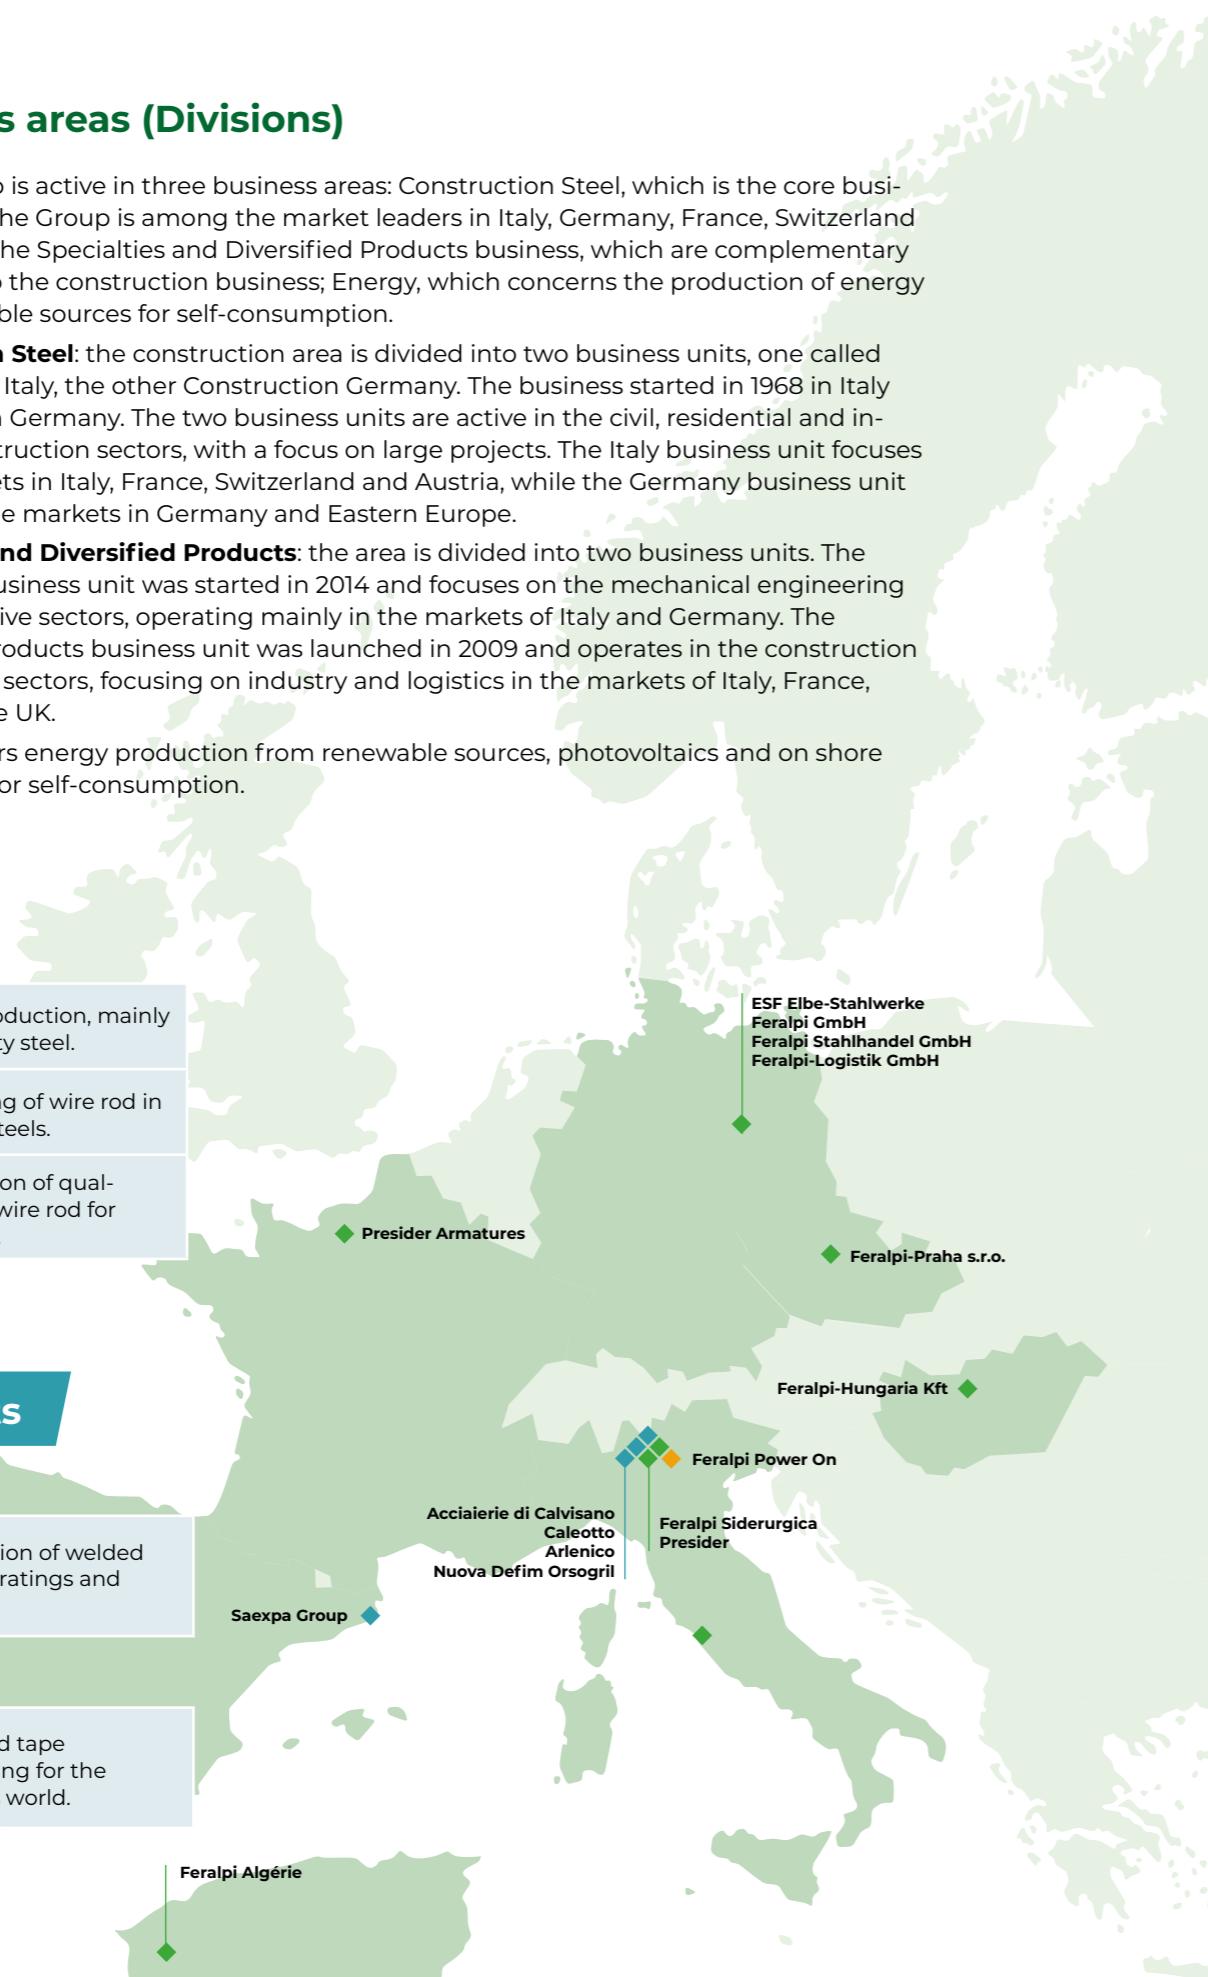 s areas (Divisions)
is active in three business areas: Construction Steel, which is the core busi-
he Group is among the market leaders in Italy, Germany, France, Switzerland
he Specialties and Diversified Products business, which are complementary
the construction business; Energy, which concerns the production of energy
ble sources for self-consumption.
Steel: the construction area is divided into two business units, one called
Italy, the other Construction Germany. The business started in 1968 in Italy
Germany. The two business units are active in the civil, residential and in-
truction sectors, with a focus on large projects. The Italy business unit focuses
ts in Italy, France, Switzerland and Austria, while the Germany business unit
e markets in Germany and Eastern Europe.
nd Diversified Products: the area is divided into two business units. The
usiness unit was started in 2014 and focuses on the mechanical engineering
ive sectors, operating mainly in the markets of Italy and Germany. The
roducts business unit was launched in 2009 and operates in the construction
sectors, focusing on industry and logistics in the markets of Italy, France,
e UK.
rs energy production from renewable sources, photovoltaics and on shore
or self-consumption.
oduction, mainly
ty steel.
ng of wire rod in
teels.
on of qual-
wire rod for
ts
ion of welded
ratings and
d tape
ing for the
world.
ESF Elbe-Stahlwerke
Feralpi GmbH
Feralpi Stahlhandel GmbH
Feralpi-Logistik GmbH
Presider Armatures
Feralpi-Praha s.r.o.
Feralpi-Hungaria Kft
Feralpi Power On
Acciaierie di Calvisano
Caleotto
Arlenico
Nuova Defim Orsogril
Feralpi Siderurgica
Presider
Saexpa Group
Feralpi Algérie